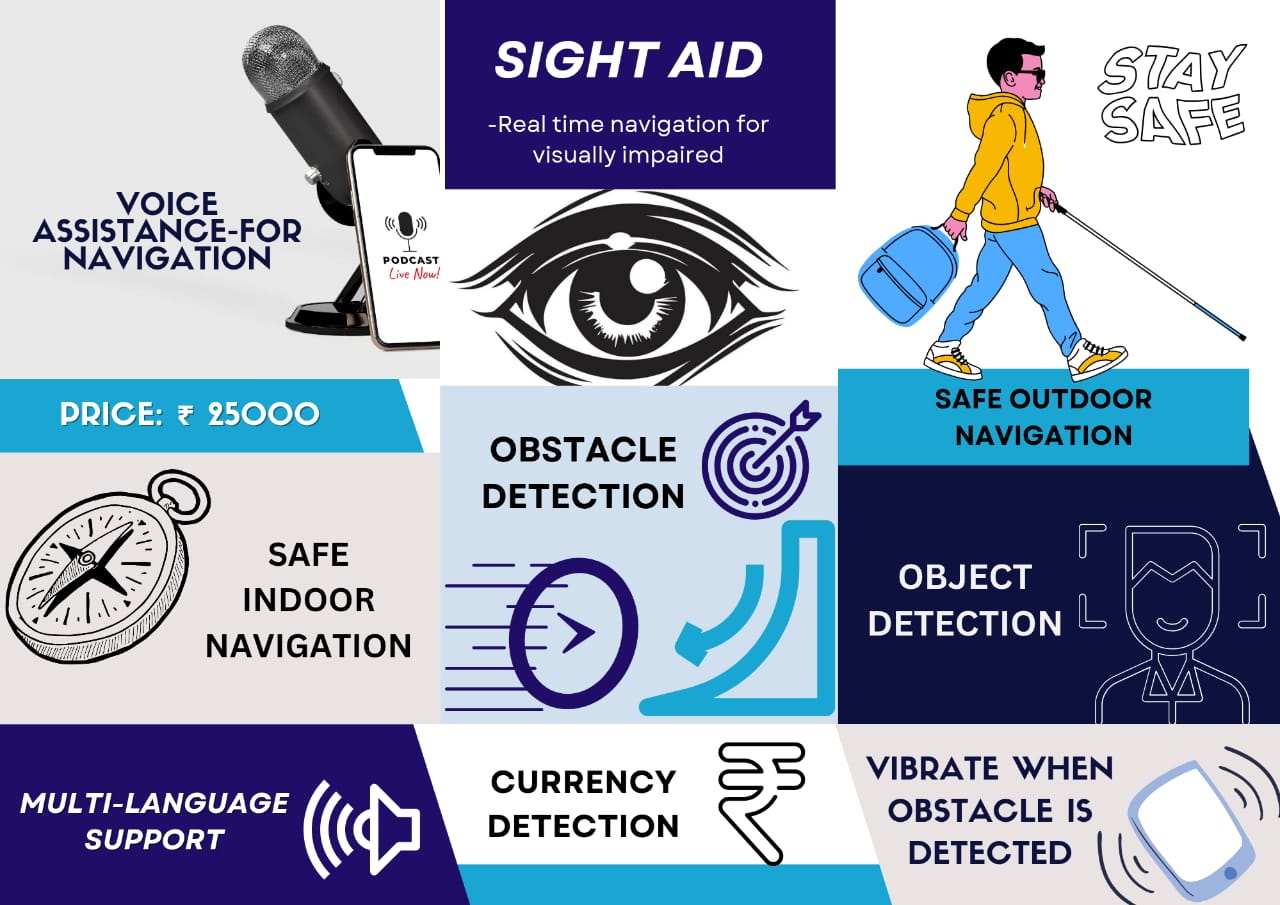 SIGHT AID
-Real time navigation for
visually impaired
VOICE
ASSISTANCE-FOR
NAVIGATION
PODCAST
Live Now!
STAY
SAFE
PRICE: ₹ 25000
SAFE OUTDOOR
NAVIGATION
OBSTACLE
DETECTION
SAFE
INDOOR
NAVIGATION
OBJECT
DETECTION
MULTI-LANGUAGE
SUPPORT
CURRENCY
DETECTION
₹
VIBRATE WHEN
OBSTACLE IS
DETECTED